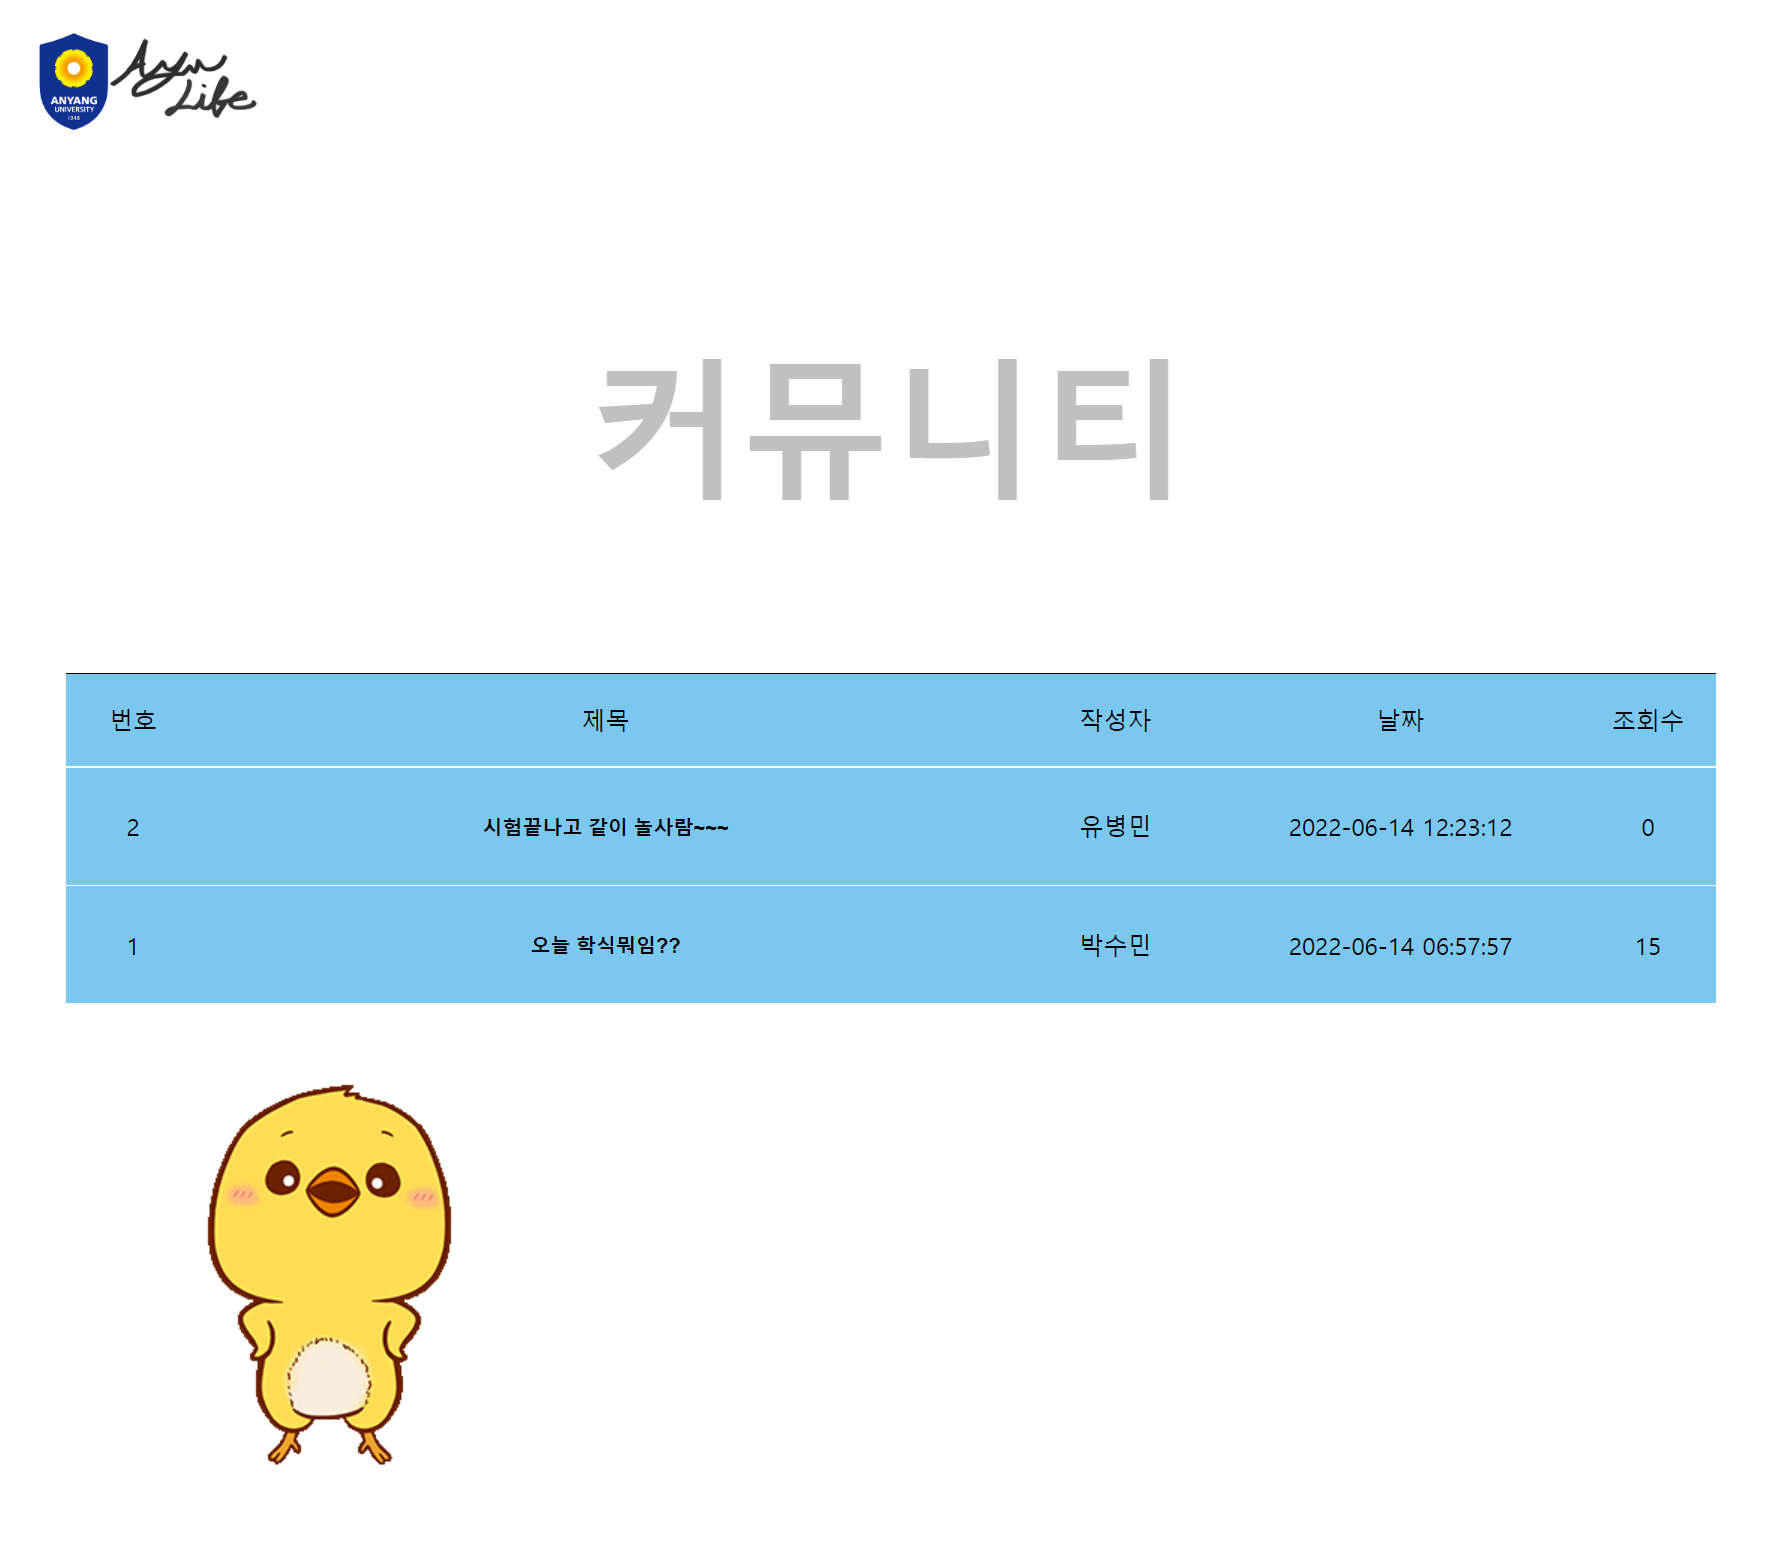 ANYANG
UNIVERSITY
1948
Ayu
Life
커뮤니티
번호 제목 작성자 날짜 조회수
2 시험끝나고 같이 놀사람~~~ 유병민 2022-06-14 12:23:12 0
1 오늘 학식뭐임?? 박수민 2022-06-14 06:57:57 15